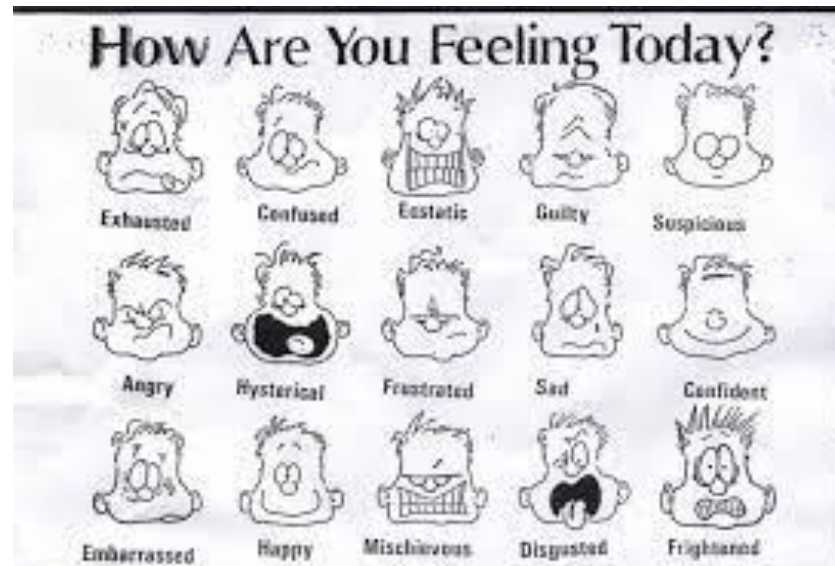 How Are You Feeling Today?
Exhausted Confused Ecstatic Guilty Suspicious
Angry Hysterical Frustrated Sad Confident
Embarrassed Happy Mischievous Disgusted Frightened